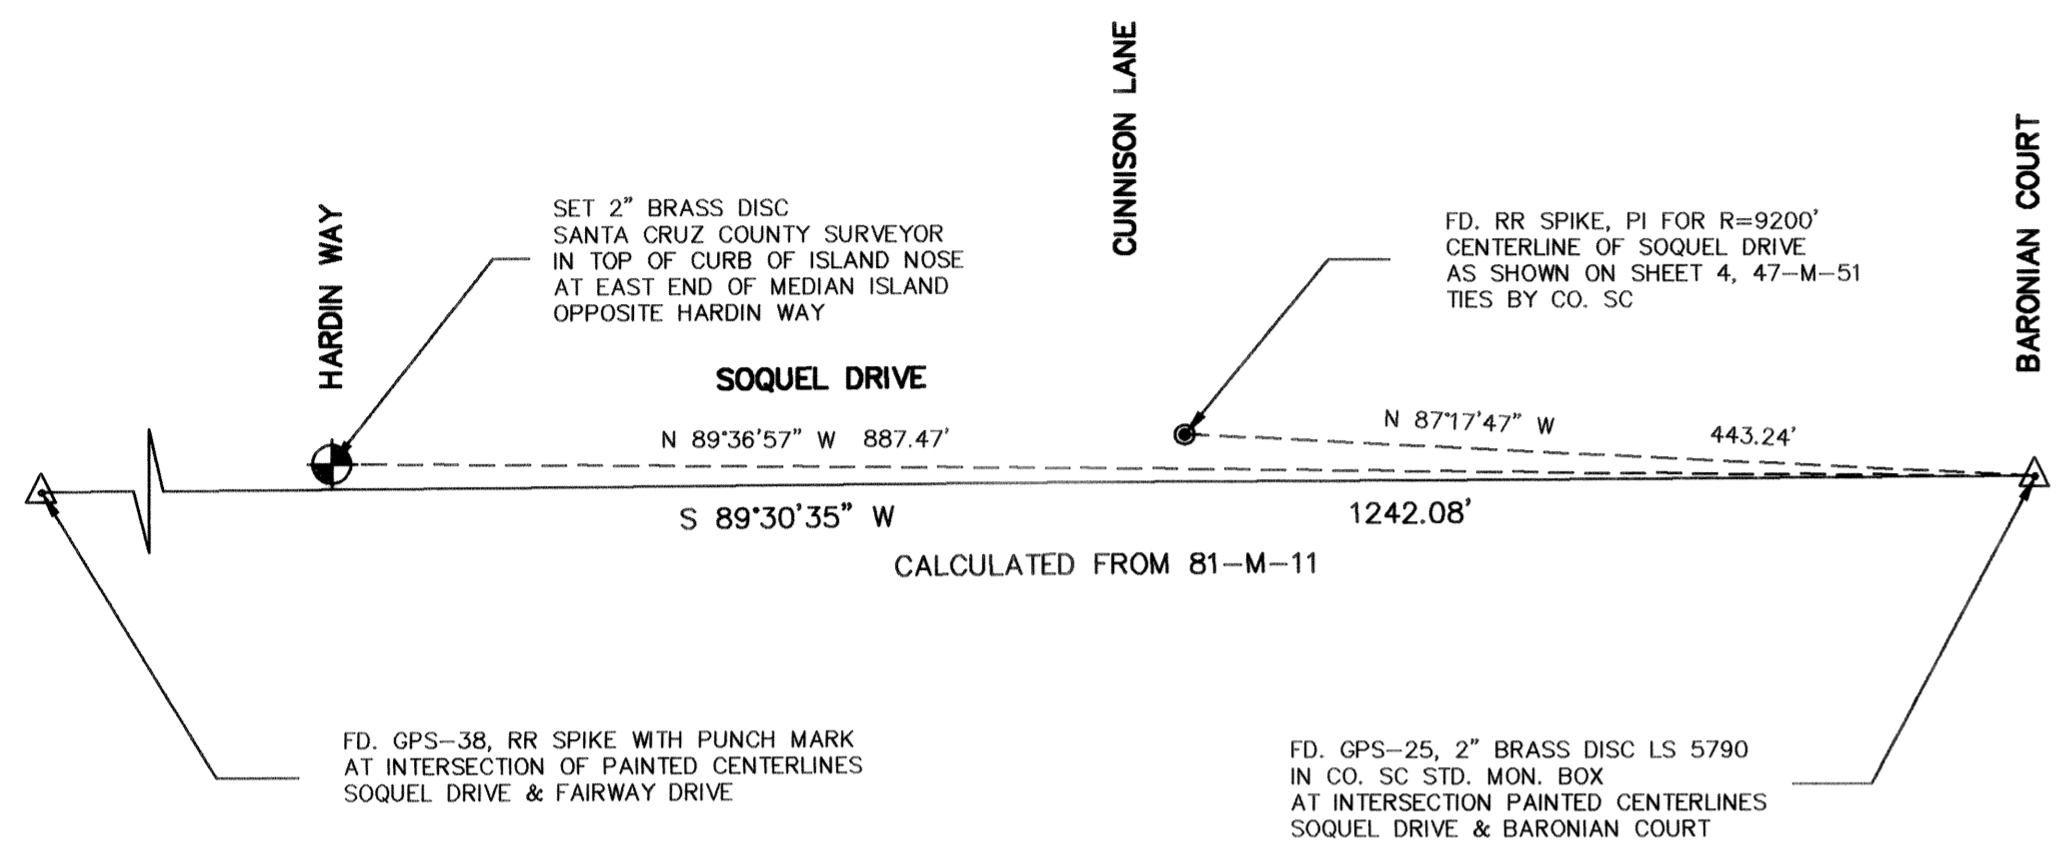 CUNNISON LANE
BARONIAN COURT
HARDIN WAY
SET 2" BRASS DISC
SANTA CRUZ COUNTY SURVEYOR
IN TOP OF CURB OF ISLAND NOSE
AT EAST END OF MEDIAN ISLAND
OPPOSITE HARDIN WAY
FD. RR SPIKE, PI FOR R=9200'
CENTERLINE OF SOQUEL DRIVE
AS SHOWN ON SHEET 4, 47-M-51
TIES BY CO. SC
SOQUEL DRIVE
N 89°36'57" W 887.47'
N 87°17'47" W 443.24'
S 89°30'35" W 1242.08'
CALCULATED FROM 81-M-11
FD. GPS-38, RR SPIKE WITH PUNCH MARK
AT INTERSECTION OF PAINTED CENTERLINES
SOQUEL DRIVE & FAIRWAY DRIVE
FD. GPS-25, 2" BRASS DISC LS 5790
IN CO. SC STD. MON. BOX
AT INTERSECTION PAINTED CENTERLINES
SOQUEL DRIVE & BARONIAN COURT